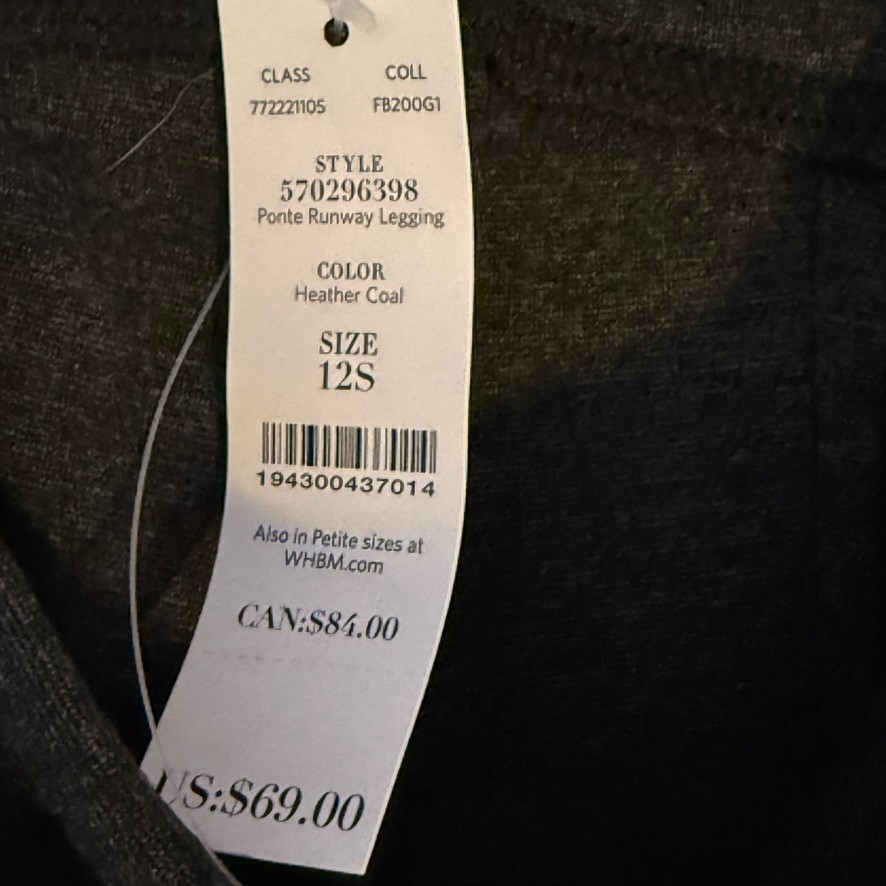 CLASS COLL
772221105 FB200G1
STYLE
570296398
Ponte Runway Legging
COLOR
Heather Coal
SIZE
12S
194300437014
Also in Petite sizes at
WHBM.com
CAN:$84.00
US:$69.00